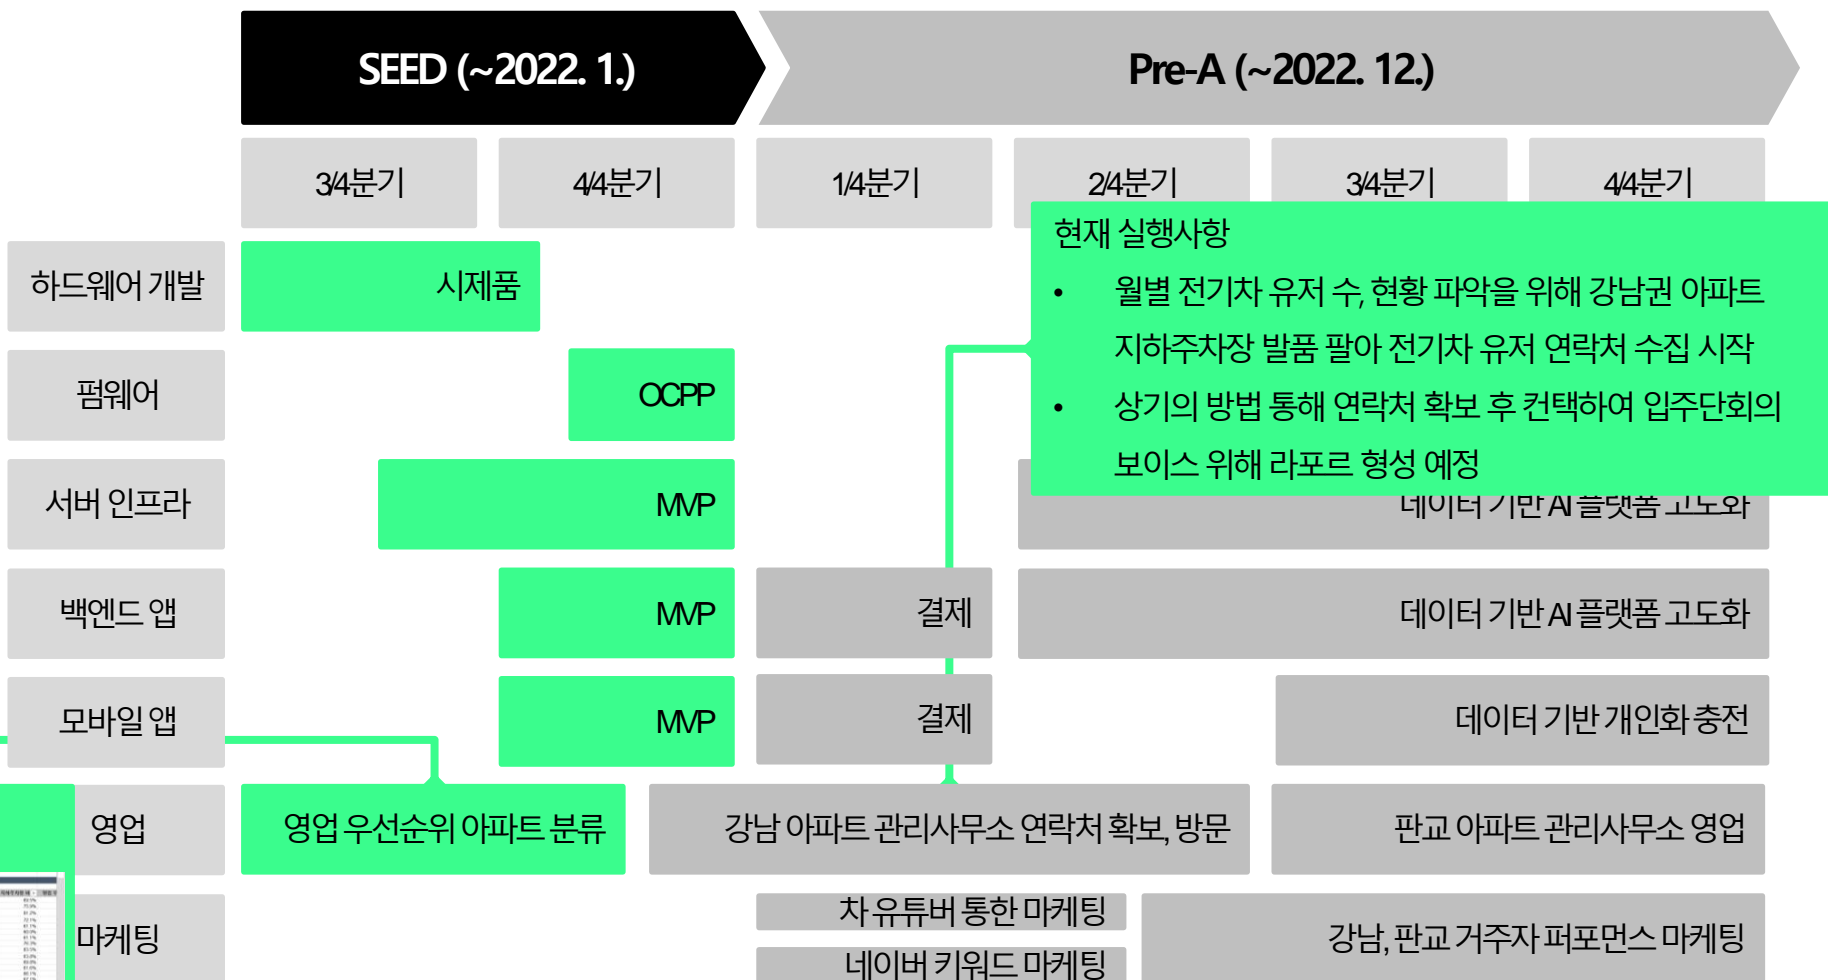 SEED (~2022. 1.)
Pre-A (~2022. 12.)
3/4분기
4/4분기
1/4분기
2/4분기
3/4분기
4/4분기
현재 실행사항
• 월별 전기차 유저 수, 현황 파악을 위해 강남권 아파트
지하주차장 발품 팔아 전기차 유저 연락처 수집 시작
• 상기의 방법 통해 연락처 확보 후 컨택하여 입주단회의
보이스 위해 라포르 형성 예정
하드웨어 개발
시제품
펌웨어
OCPP
서버 인프라
MVP
데이터 기반 AI 플랫폼 고도화
백엔드 앱
MVP
결제
데이터 기반 AI 플랫폼 고도화
모바일 앱
MVP
결제
데이터 기반 개인화 충전
영업
영업 우선순위 아파트 분류
강남 아파트 관리사무소 연락처 확보, 방문
판교 아파트 관리사무소 영업
마케팅
차 유튜버 통한 마케팅
네이버 키워드 마케팅
강남, 판교 거주자 퍼포먼스 마케팅